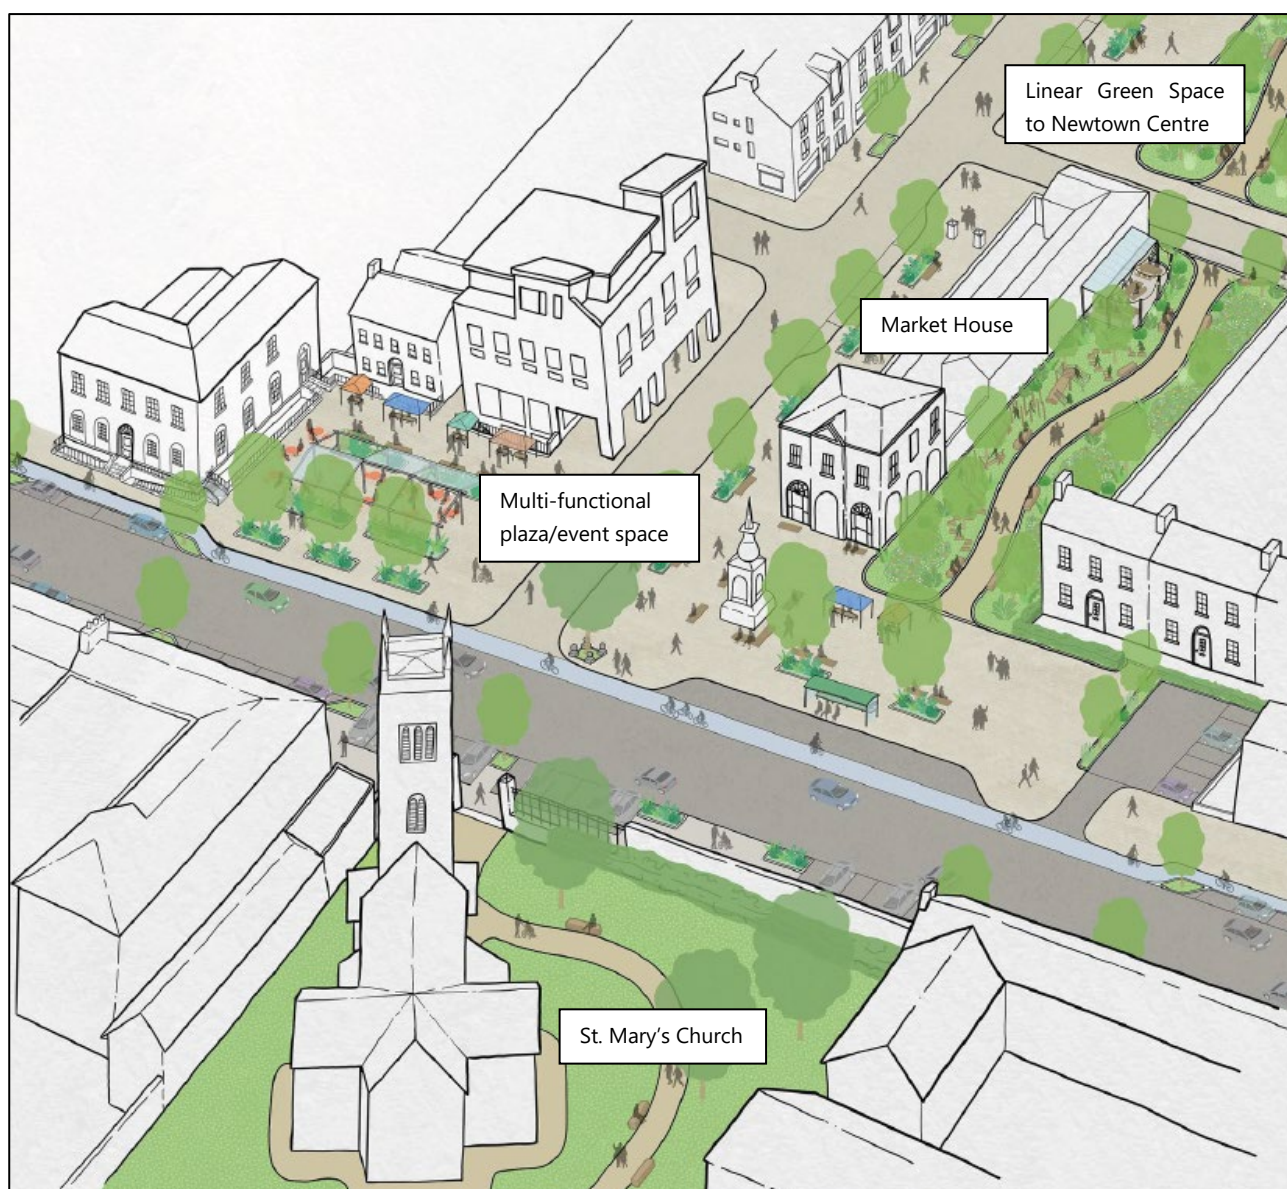 Linear Green Space
to Newtown Centre
Market House
Multi-functional
plaza/event space
St. Mary’s Church